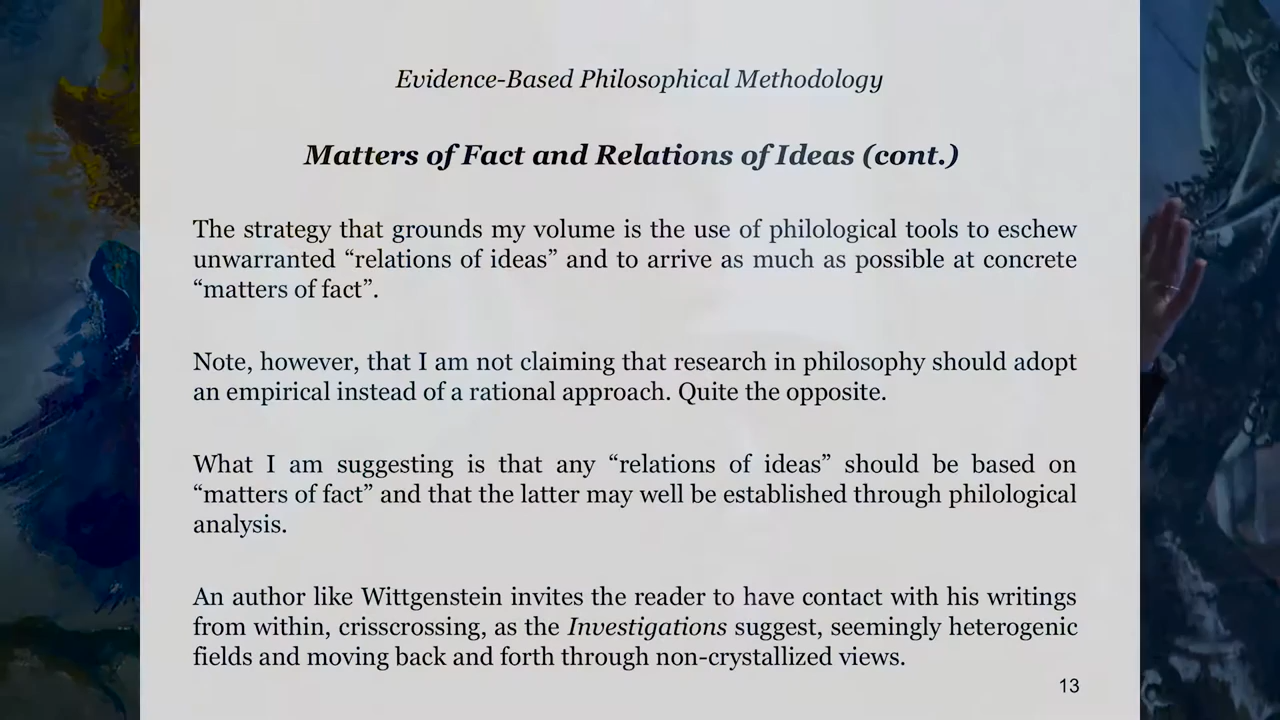 Evidence-Based Philosophical Methodology
Matters of Fact and Relations of Ideas (cont.)
The strategy that grounds my volume is the use of philological tools to eschew
unwarranted “relations of ideas” and to arrive as much as possible at concrete
“matters of fact”.
Note, however, that I am not claiming that research in philosophy should adopt
an empirical instead of a rational approach. Quite the opposite.
What I am suggesting is that any “relations of ideas” should be based on
“matters of fact” and that the latter may well be established through philological
analysis.
An author like Wittgenstein invites the reader to have contact with his writings
from within, crisscrossing, as the Investigations suggest, seemingly heterogenic
fields and moving back and forth through non-crystallized views.
13